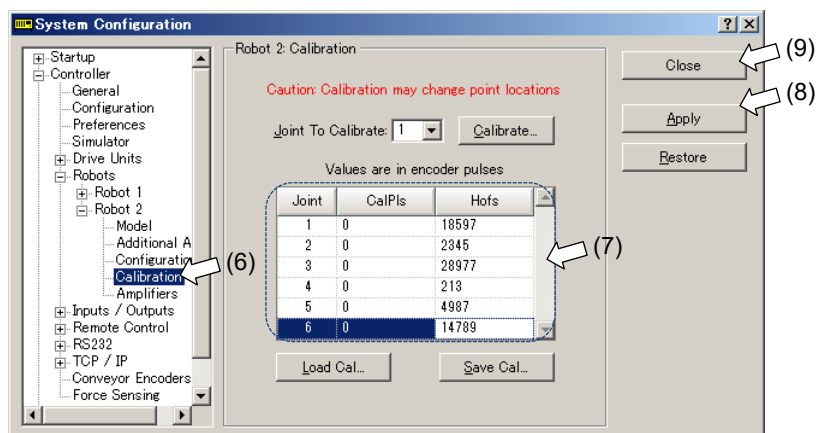 System Configuration
Startup
Controller
General
Configuration
Preferences
Simulator
Drive Units
Robots
Robot 1
Robot 2
Model
Additional A
Configuratio
Calibration
Amplifiers
Inputs / Outputs
Remote Control
RS232
TCP / IP
Conveyor Encoders
Force Sensing
(6)
Robot 2: Calibration
Caution: Calibration may change point locations
Joint To Calibrate: 1 Calibrate...
Values are in encoder pulses
Joint CalPls Hofs
1 0 18597
2 0 2345
3 0 28977
4 0 213
5 0 4987
6 0 14789
(7)
Load Cal... Save Cal...
Close (9)
Apply (8)
Restore